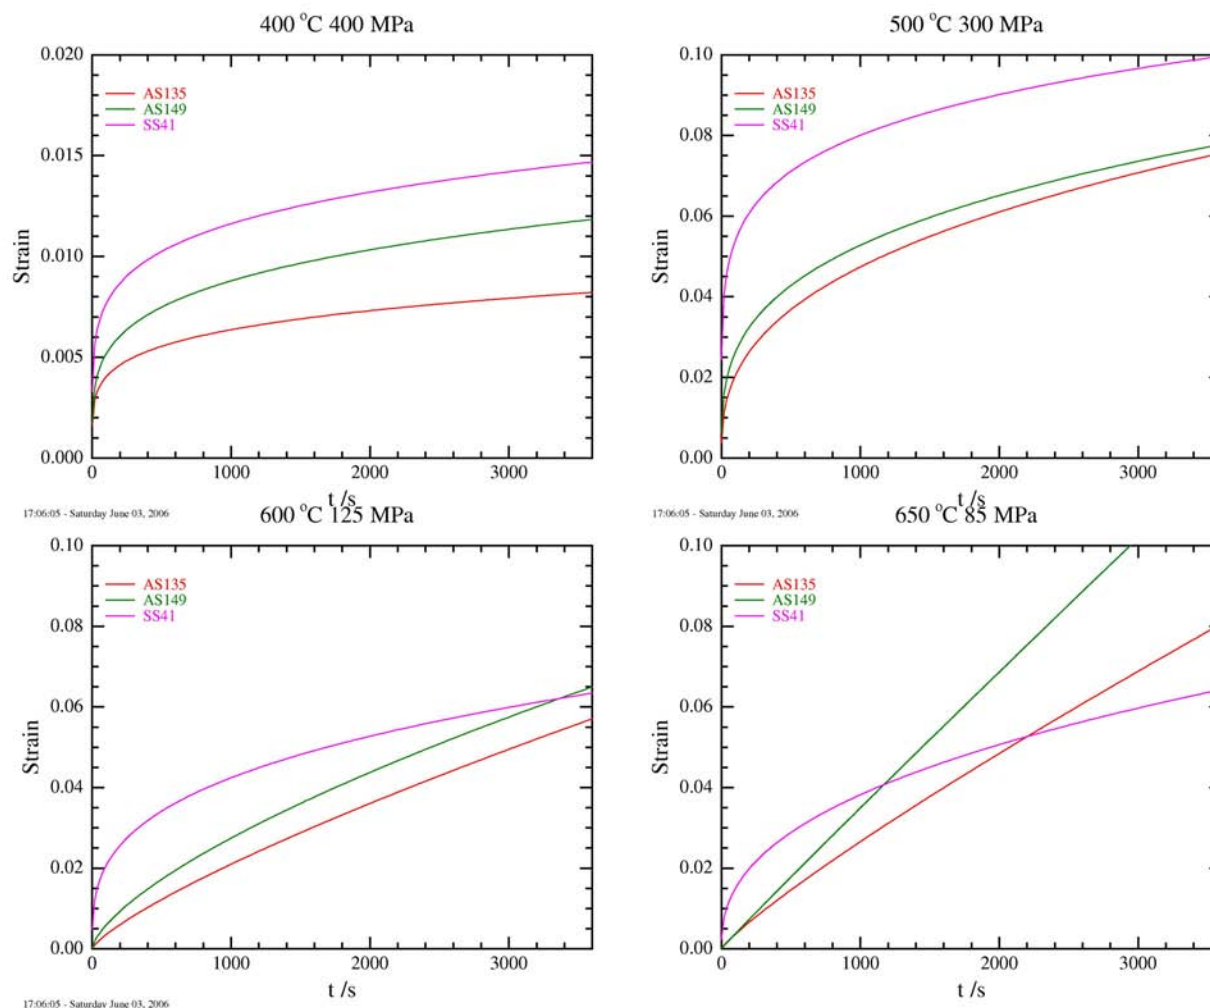 400 °C 400 MPa
0.020
0.015
0.010
0.005
0.000
Strain
AS135
AS149
SS41
0 1000 2000 3000
t /s
17:06:05 - Saturday June 03, 2006
500 °C 300 MPa
0.10
0.08
0.06
0.04
0.02
0.00
Strain
AS135
AS149
SS41
0 1000 2000 3000
t /s
17:06:05 - Saturday June 03, 2006
600 °C 125 MPa
0.10
0.08
0.06
0.04
0.02
0.00
Strain
AS135
AS149
SS41
0 1000 2000 3000
t /s
17:06:05 - Saturday June 03, 2006
650 °C 85 MPa
0.10
0.08
0.06
0.04
0.02
0.00
Strain
AS135
AS149
SS41
0 1000 2000 3000
t /s